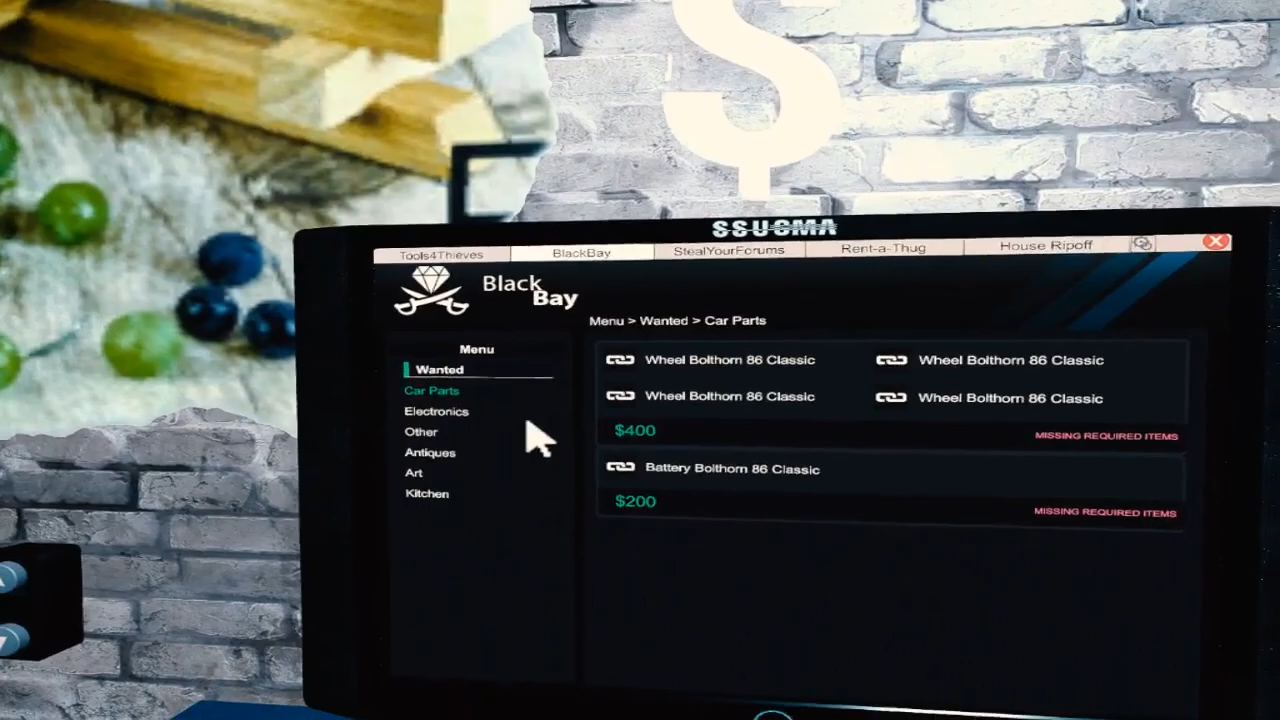 $
SSUGMA
Tools4Thieves
BlackBay
StealYourForums
Rent-a-Thug
House Ripoff
Black
Bay
Menu > Wanted > Car Parts
Menu
Wanted
Car Parts
Electronics
Other
Antiques
Art
Kitchen
Wheel Bolthorn 86 Classic
Wheel Bolthorn 86 Classic
Wheel Bolthorn 86 Classic
Wheel Bolthorn 86 Classic
$400
MISSING REQUIRED ITEMS
Battery Bolthorn 86 Classic
$200
MISSING REQUIRED ITEMS